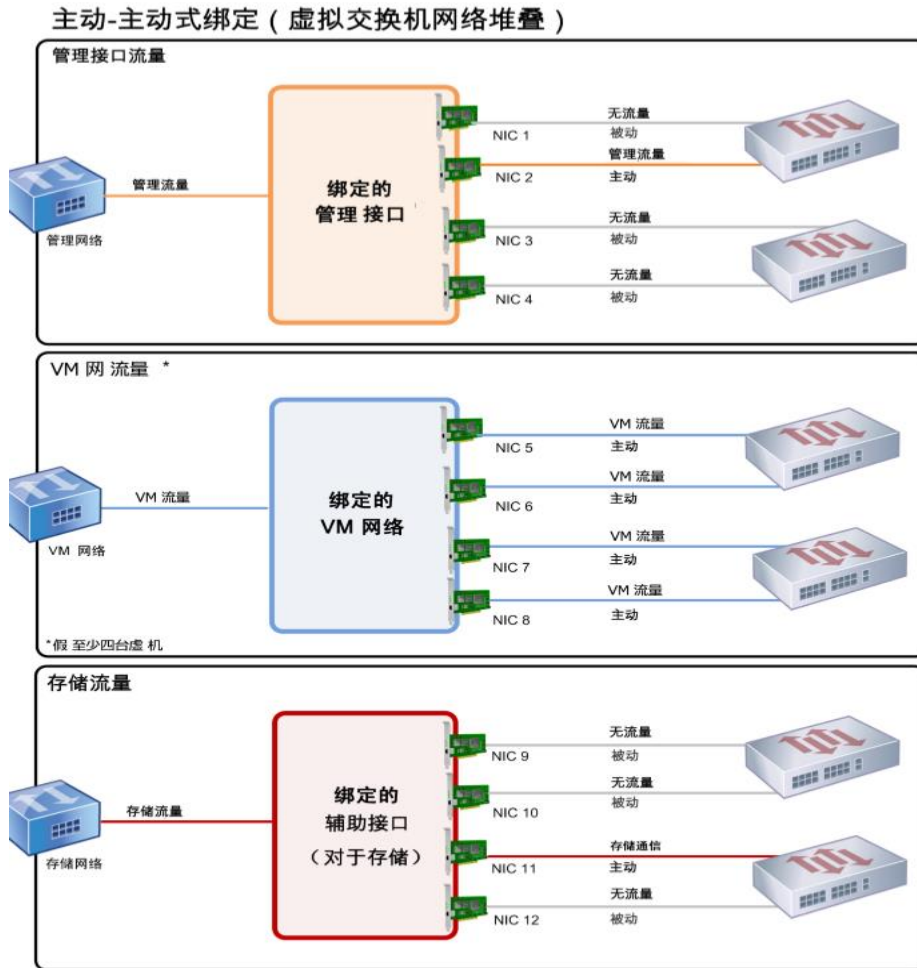 主动-主动式绑定（虚拟交换机网络堆叠）
管理接口流量
管理网络
管理流量
绑定的
管理 接口
NIC 1
无流量
被动
NIC 2
管理流量
主动
NIC 3
无流量
被动
NIC 4
无流量
被动
VM 网 流量 *
VM 网络
VM 流量
绑定的
VM 网络
NIC 5
VM 流量
主动
NIC 6
VM 流量
主动
NIC 7
VM 流量
主动
NIC 8
VM 流量
主动
*假 至少四台虚 机
存储流量
存储网络
存储流量
绑定的
辅助接口
（对于存储）
NIC 9
无流量
被动
NIC 10
无流量
被动
NIC 11
存储通信
主动
NIC 12
无流量
被动